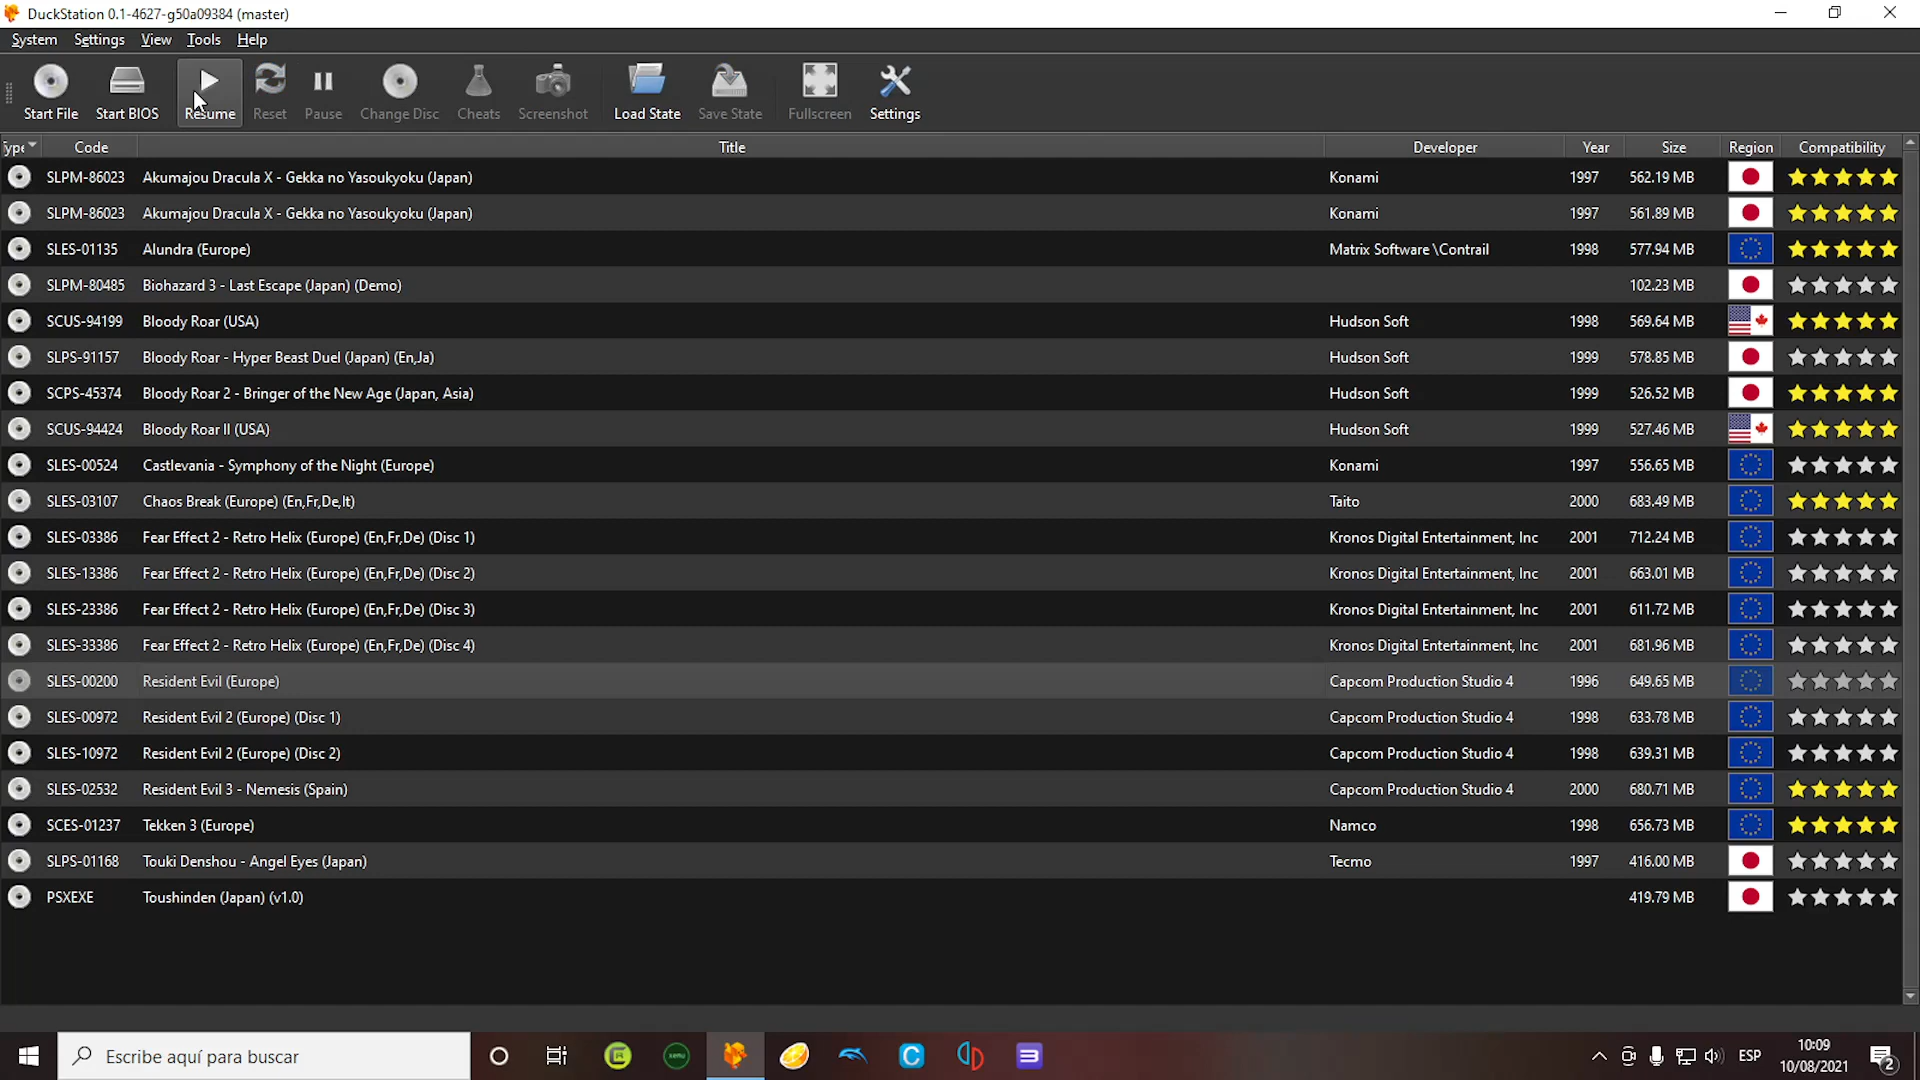 DuckStation 0.1-4627-g50a09384 (master)
System Settings View Tools Help
Start File Start BIOS Resume Reset Pause Change Disc Cheats Screenshot Load State Save State Fullscreen Settings
ype Code Title Developer Year Size Region Compatibility
SLPM-86023 Akumajou Dracula X - Gekka no Yasoukyoku (Japan) Konami 1997 562.19 MB
SLPM-86023 Akumajou Dracula X - Gekka no Yasoukyoku (Japan) Konami 1997 561.89 MB
SLES-01135 Alundra (Europe) Matrix Software \Contrail 1998 577.94 MB
SLPM-80485 Biohazard 3 - Last Escape (Japan) (Demo) 102.23 MB
SCUS-94199 Bloody Roar (USA) Hudson Soft 1998 569.64 MB
SLPS-91157 Bloody Roar - Hyper Beast Duel (Japan) (En,Ja) Hudson Soft 1999 578.85 MB
SCPS-45374 Bloody Roar 2 - Bringer of the New Age (Japan, Asia) Hudson Soft 1999 526.52 MB
SCUS-94424 Bloody Roar II (USA) Hudson Soft 1999 527.46 MB
SLES-00524 Castlevania - Symphony of the Night (Europe) Konami 1997 556.65 MB
SLES-03107 Chaos Break (Europe) (En,Fr,De,It) Taito 2000 683.49 MB
SLES-03386 Fear Effect 2 - Retro Helix (Europe) (En,Fr,De) (Disc 1) Kronos Digital Entertainment, Inc 2001 712.24 MB
SLES-13386 Fear Effect 2 - Retro Helix (Europe) (En,Fr,De) (Disc 2) Kronos Digital Entertainment, Inc 2001 663.01 MB
SLES-23386 Fear Effect 2 - Retro Helix (Europe) (En,Fr,De) (Disc 3) Kronos Digital Entertainment, Inc 2001 611.72 MB
SLES-33386 Fear Effect 2 - Retro Helix (Europe) (En,Fr,De) (Disc 4) Kronos Digital Entertainment, Inc 2001 681.96 MB
SLES-00200 Resident Evil (Europe) Capcom Production Studio 4 1996 649.65 MB
SLES-00972 Resident Evil 2 (Europe) (Disc 1) Capcom Production Studio 4 1998 633.78 MB
SLES-10972 Resident Evil 2 (Europe) (Disc 2) Capcom Production Studio 4 1998 639.31 MB
SLES-02532 Resident Evil 3 - Nemesis (Spain) Capcom Production Studio 4 2000 680.71 MB
SCES-01237 Tekken 3 (Europe) Namco 1998 656.73 MB
SLPS-01168 Touki Denshou - Angel Eyes (Japan) Tecmo 1997 416.00 MB
PSXEXE Toushinden (Japan) (v1.0) 419.79 MB
Escribe aquí para buscar
ESP
10:09
10/08/2021
2